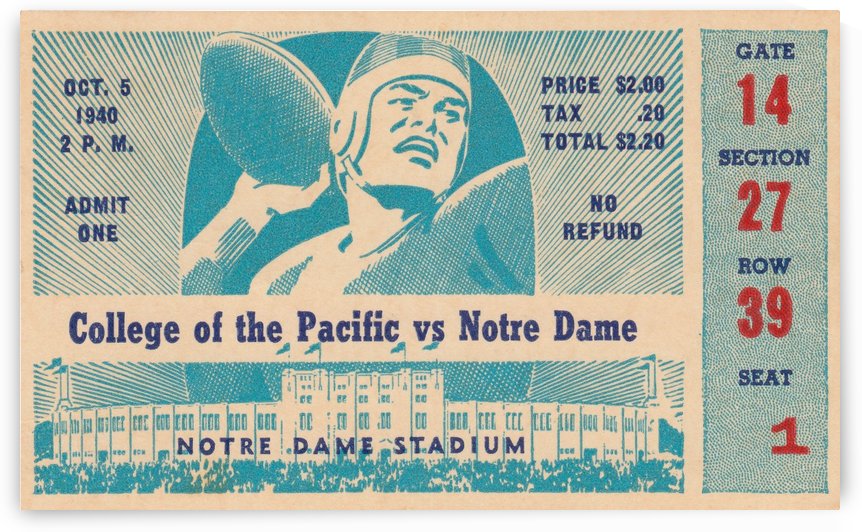 OCT. 5
1940
2 P. M.
ADMIT
ONE
PRICE $2.00
TAX .20
TOTAL $2.20
NO
REFUND
College of the Pacific vs Notre Dame
NOTRE DAME STADIUM
GATE
14
SECTION
27
ROW
39
SEAT
1